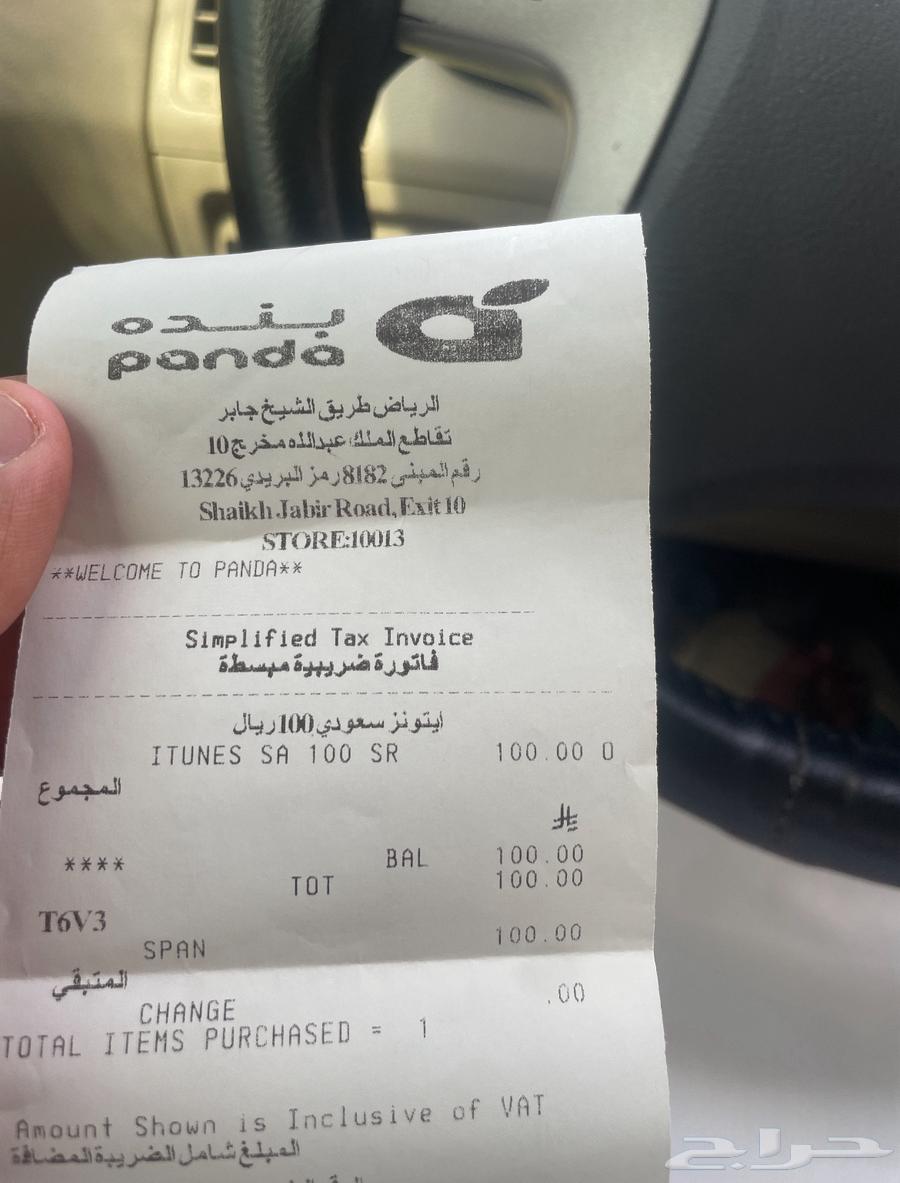 بنده
panda
الرياض طريق الشيخ جابر
تقاطع الملك عبدالله مخرج 10
رقم المبنى 8182 رمز البريدي 13226
Shaikh Jabir Road, Exit 10
STORE:10013
**WELCOME TO PANDA**
Simplified Tax Invoice
فاتورة ضريبية مبسطة
ايتونز سعودي 100 ريال
ITUNES SA 100 SR 100.00 0
المجموع
⃁
**** BAL 100.00
TOT 100.00
T6V3
SPAN 100.00
المتبقي
CHANGE .00
TOTAL ITEMS PURCHASED = 1
Amount Shown is Inclusive of VAT
المبلغ شامل الضريبة المضافة
حراج